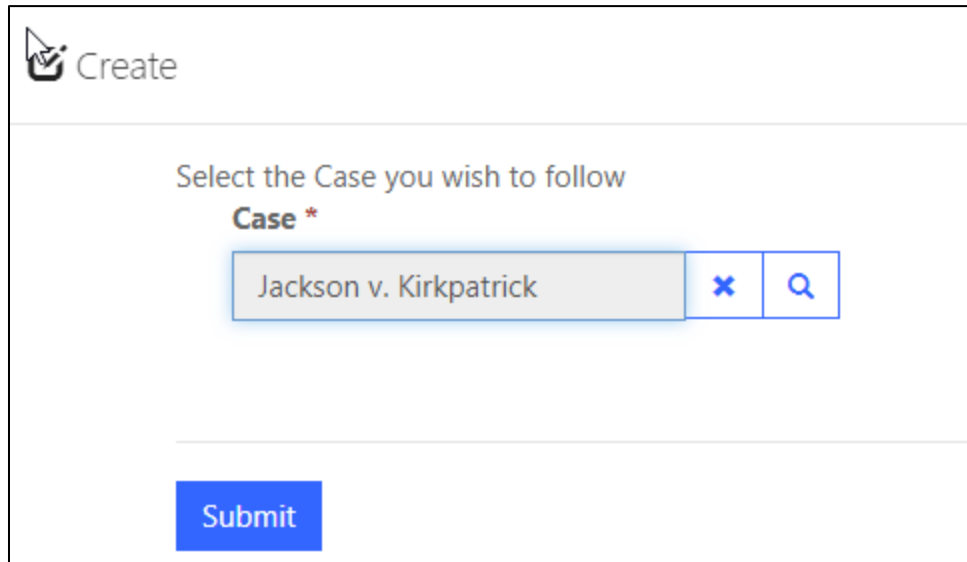 Create
Select the Case you wish to follow
Case *
Jackson v. Kirkpatrick
Submit